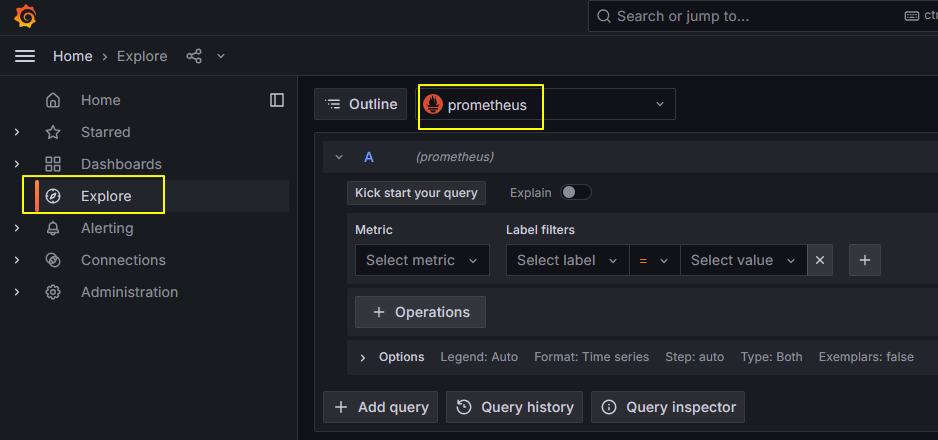 Search or jump to... ctr
Home › Explore
Home
Starred
Dashboards
Explore
Alerting
Connections
Administration
Outline prometheus
A (prometheus)
Kick start your query Explain
Metric Label filters
Select metric Select label = Select value
+ Operations
Options Legend: Auto Format: Time series Step: auto Type: Both Exemplars: false
+ Add query Query history Query inspector